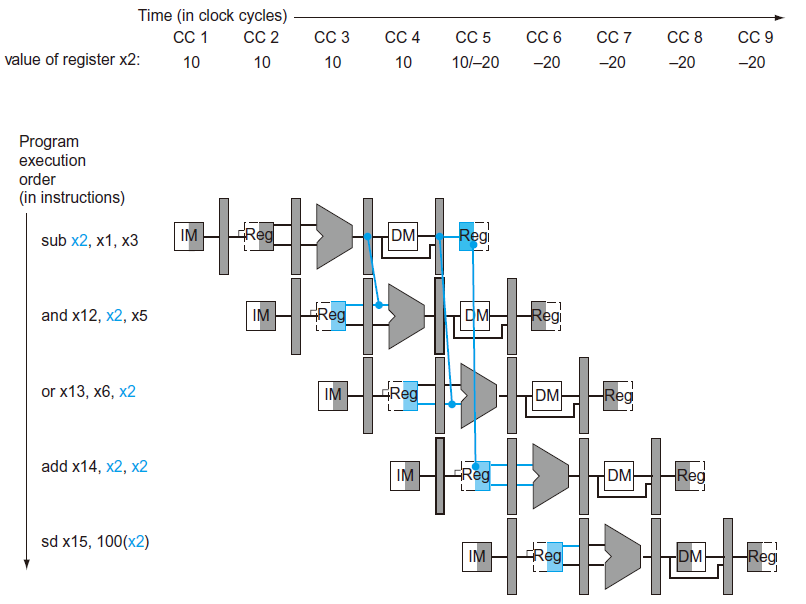 Time (in clock cycles)
CC 1 CC 2 CC 3 CC 4 CC 5 CC 6 CC 7 CC 8 CC 9
value of register x2: 10 10 10 10 10/–20 –20 –20 –20 –20
Program
execution
order
(in instructions)
sub x2, x1, x3 IM Reg DM Reg
and x12, x2, x5 IM Reg DM Reg
or x13, x6, x2 IM Reg DM Reg
add x14, x2, x2 IM Reg DM Reg
sd x15, 100(x2) IM Reg DM Reg